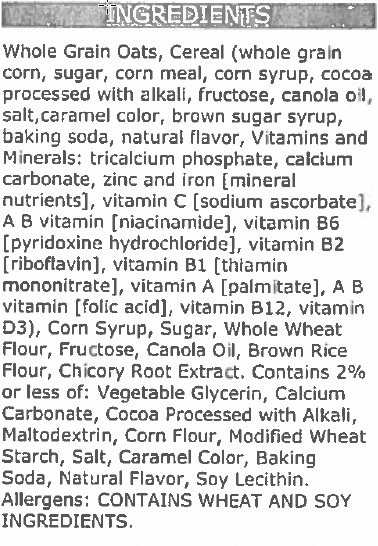 INGREDIENTS
Whole Grain Oats, Cereal (whole grain
corn, sugar, corn meal, corn syrup, cocoa
processed with alkali, fructose, canola oil,
salt,caramel color, brown sugar syrup,
baking soda, natural flavor, Vitamins and
Minerals: tricalcium phosphate, calcium
carbonate, zinc and iron [mineral
nutrients], vitamin C [sodium ascorbate],
A B vitamin [niacinamide], vitamin B6
[pyridoxine hydrochloride], vitamin B2
[riboflavin], vitamin B1 [thiamin
mononitrate], vitamin A [palmitate], A B
vitamin [folic acid], vitamin B12, vitamin
D3), Corn Syrup, Sugar, Whole Wheat
Flour, Fructose, Canola Oil, Brown Rice
Flour, Chicory Root Extract. Contains 2%
or less of: Vegetable Glycerin, Calcium
Carbonate, Cocoa Processed with Alkali,
Maltodextrin, Corn Flour, Modified Wheat
Starch, Salt, Caramel Color, Baking
Soda, Natural Flavor, Soy Lecithin.
Allergens: CONTAINS WHEAT AND SOY
INGREDIENTS.